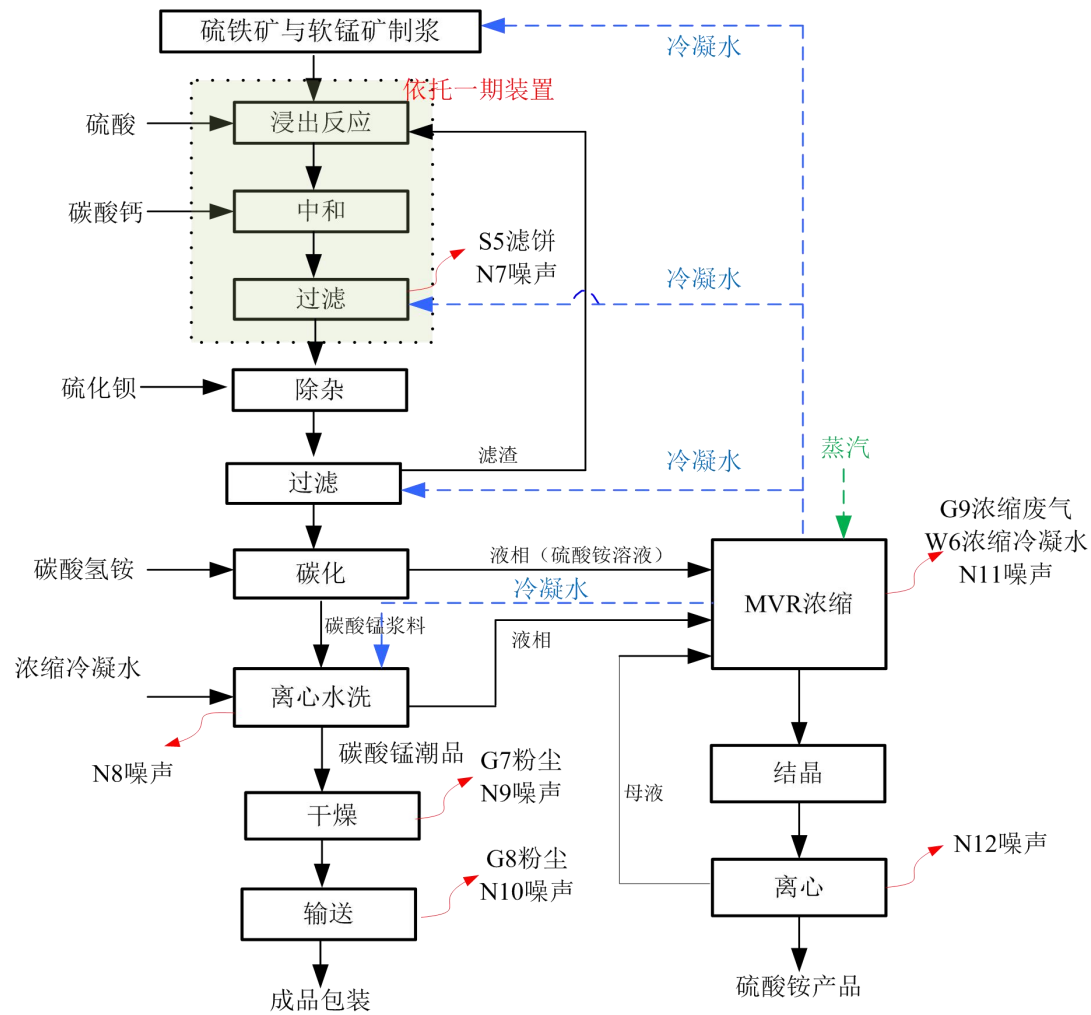 硫铁矿与软锰矿制浆
冷凝水
依托一期装置
硫酸
浸出反应
碳酸钙
中和
S5滤饼
N7噪声
过滤
冷凝水
硫化钡
除杂
滤渣
冷凝水
蒸汽
过滤
G9浓缩废气
W6浓缩冷凝水
N11噪声
碳酸氢铵
碳化
液相（硫酸铵溶液）
冷凝水
MVR浓缩
碳酸锰浆料
液相
浓缩冷凝水
离心水洗
N8噪声
碳酸锰潮品
G7粉尘
N9噪声
结晶
母液
干燥
G8粉尘
N10噪声
N12噪声
离心
输送
成品包装
硫酸铵产品